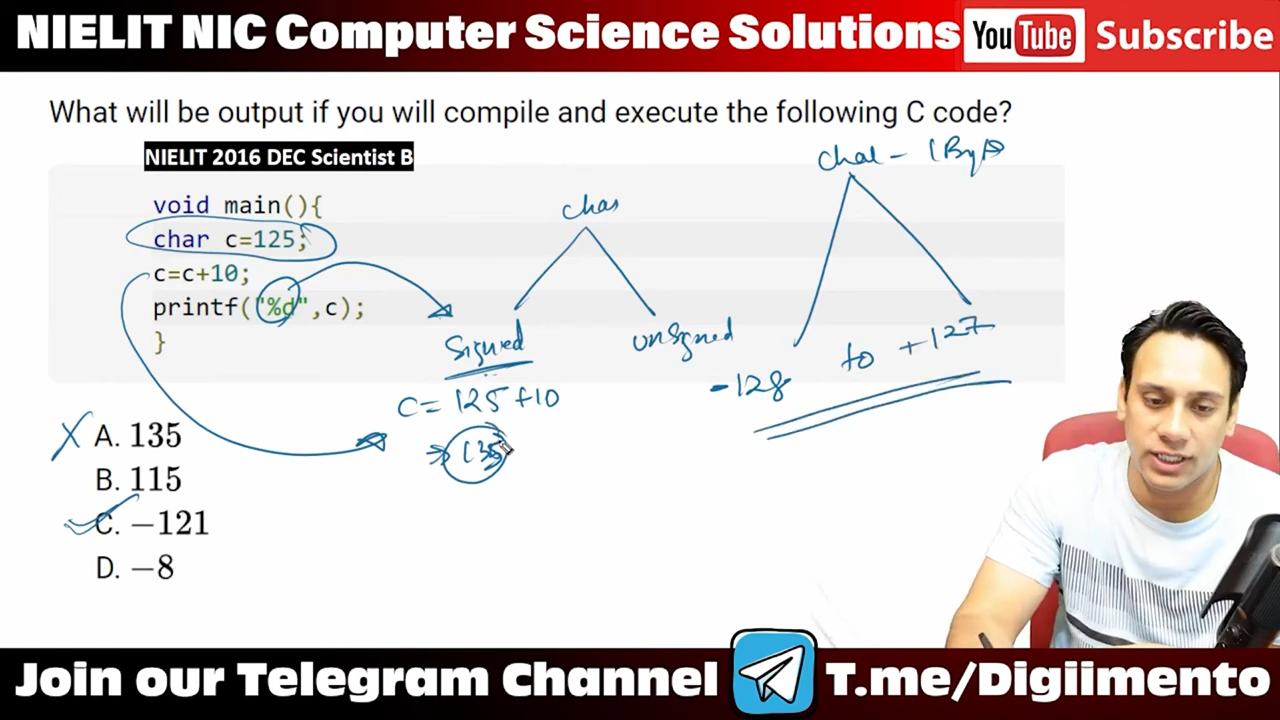 NIELIT NIC Computer Science Solutions YouTube Subscribe
What will be output if you will compile and execute the following C code?
NIELIT 2016 DEC Scientist B
void main(){
char c=125;
c=c+10;
printf("%d",c);
}
char
Signed unsigned
C = 125 +10
135
char - 1Byte
-128 to +127
A. 135
B. 115
C. −121
D. −8
Join our Telegram Channel T.me/Digiimento